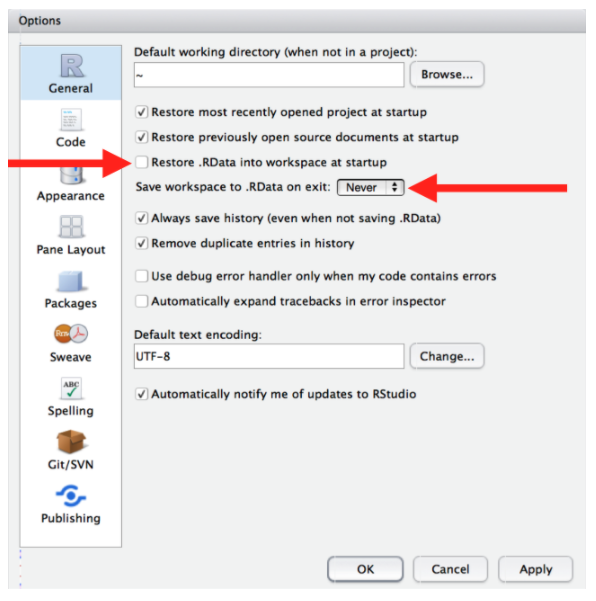 Options
General
Code
Appearance
Pane Layout
Packages
Sweave
ABC
Spelling
Git/SVN
Publishing
Default working directory (when not in a project):
~
Browse...
Restore most recently opened project at startup
Restore previously open source documents at startup
Restore .RData into workspace at startup
Save workspace to .RData on exit: Never
Always save history (even when not saving .RData)
Remove duplicate entries in history
Use debug error handler only when my code contains errors
Automatically expand tracebacks in error inspector
Default text encoding:
UTF-8
Change...
Automatically notify me of updates to RStudio
OK Cancel Apply